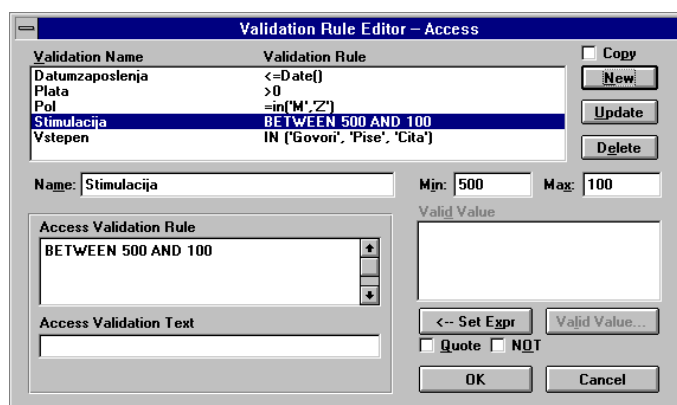 Validation Rule Editor – Access
Validation Name Validation Rule Copy
Datumzaposlenja <=Date() New
Plata >0
Pol =in('M','Z')
Stimulacija BETWEEN 500 AND 100 Update
Vstepen IN ('Govori', 'Pise', 'Cita')
Delete
Name: Stimulacija Min: 500 Max: 100
Valid Value
Access Validation Rule
BETWEEN 500 AND 100
<-- Set Expr Valid Value...
Access Validation Text
Quote NOT
OK Cancel